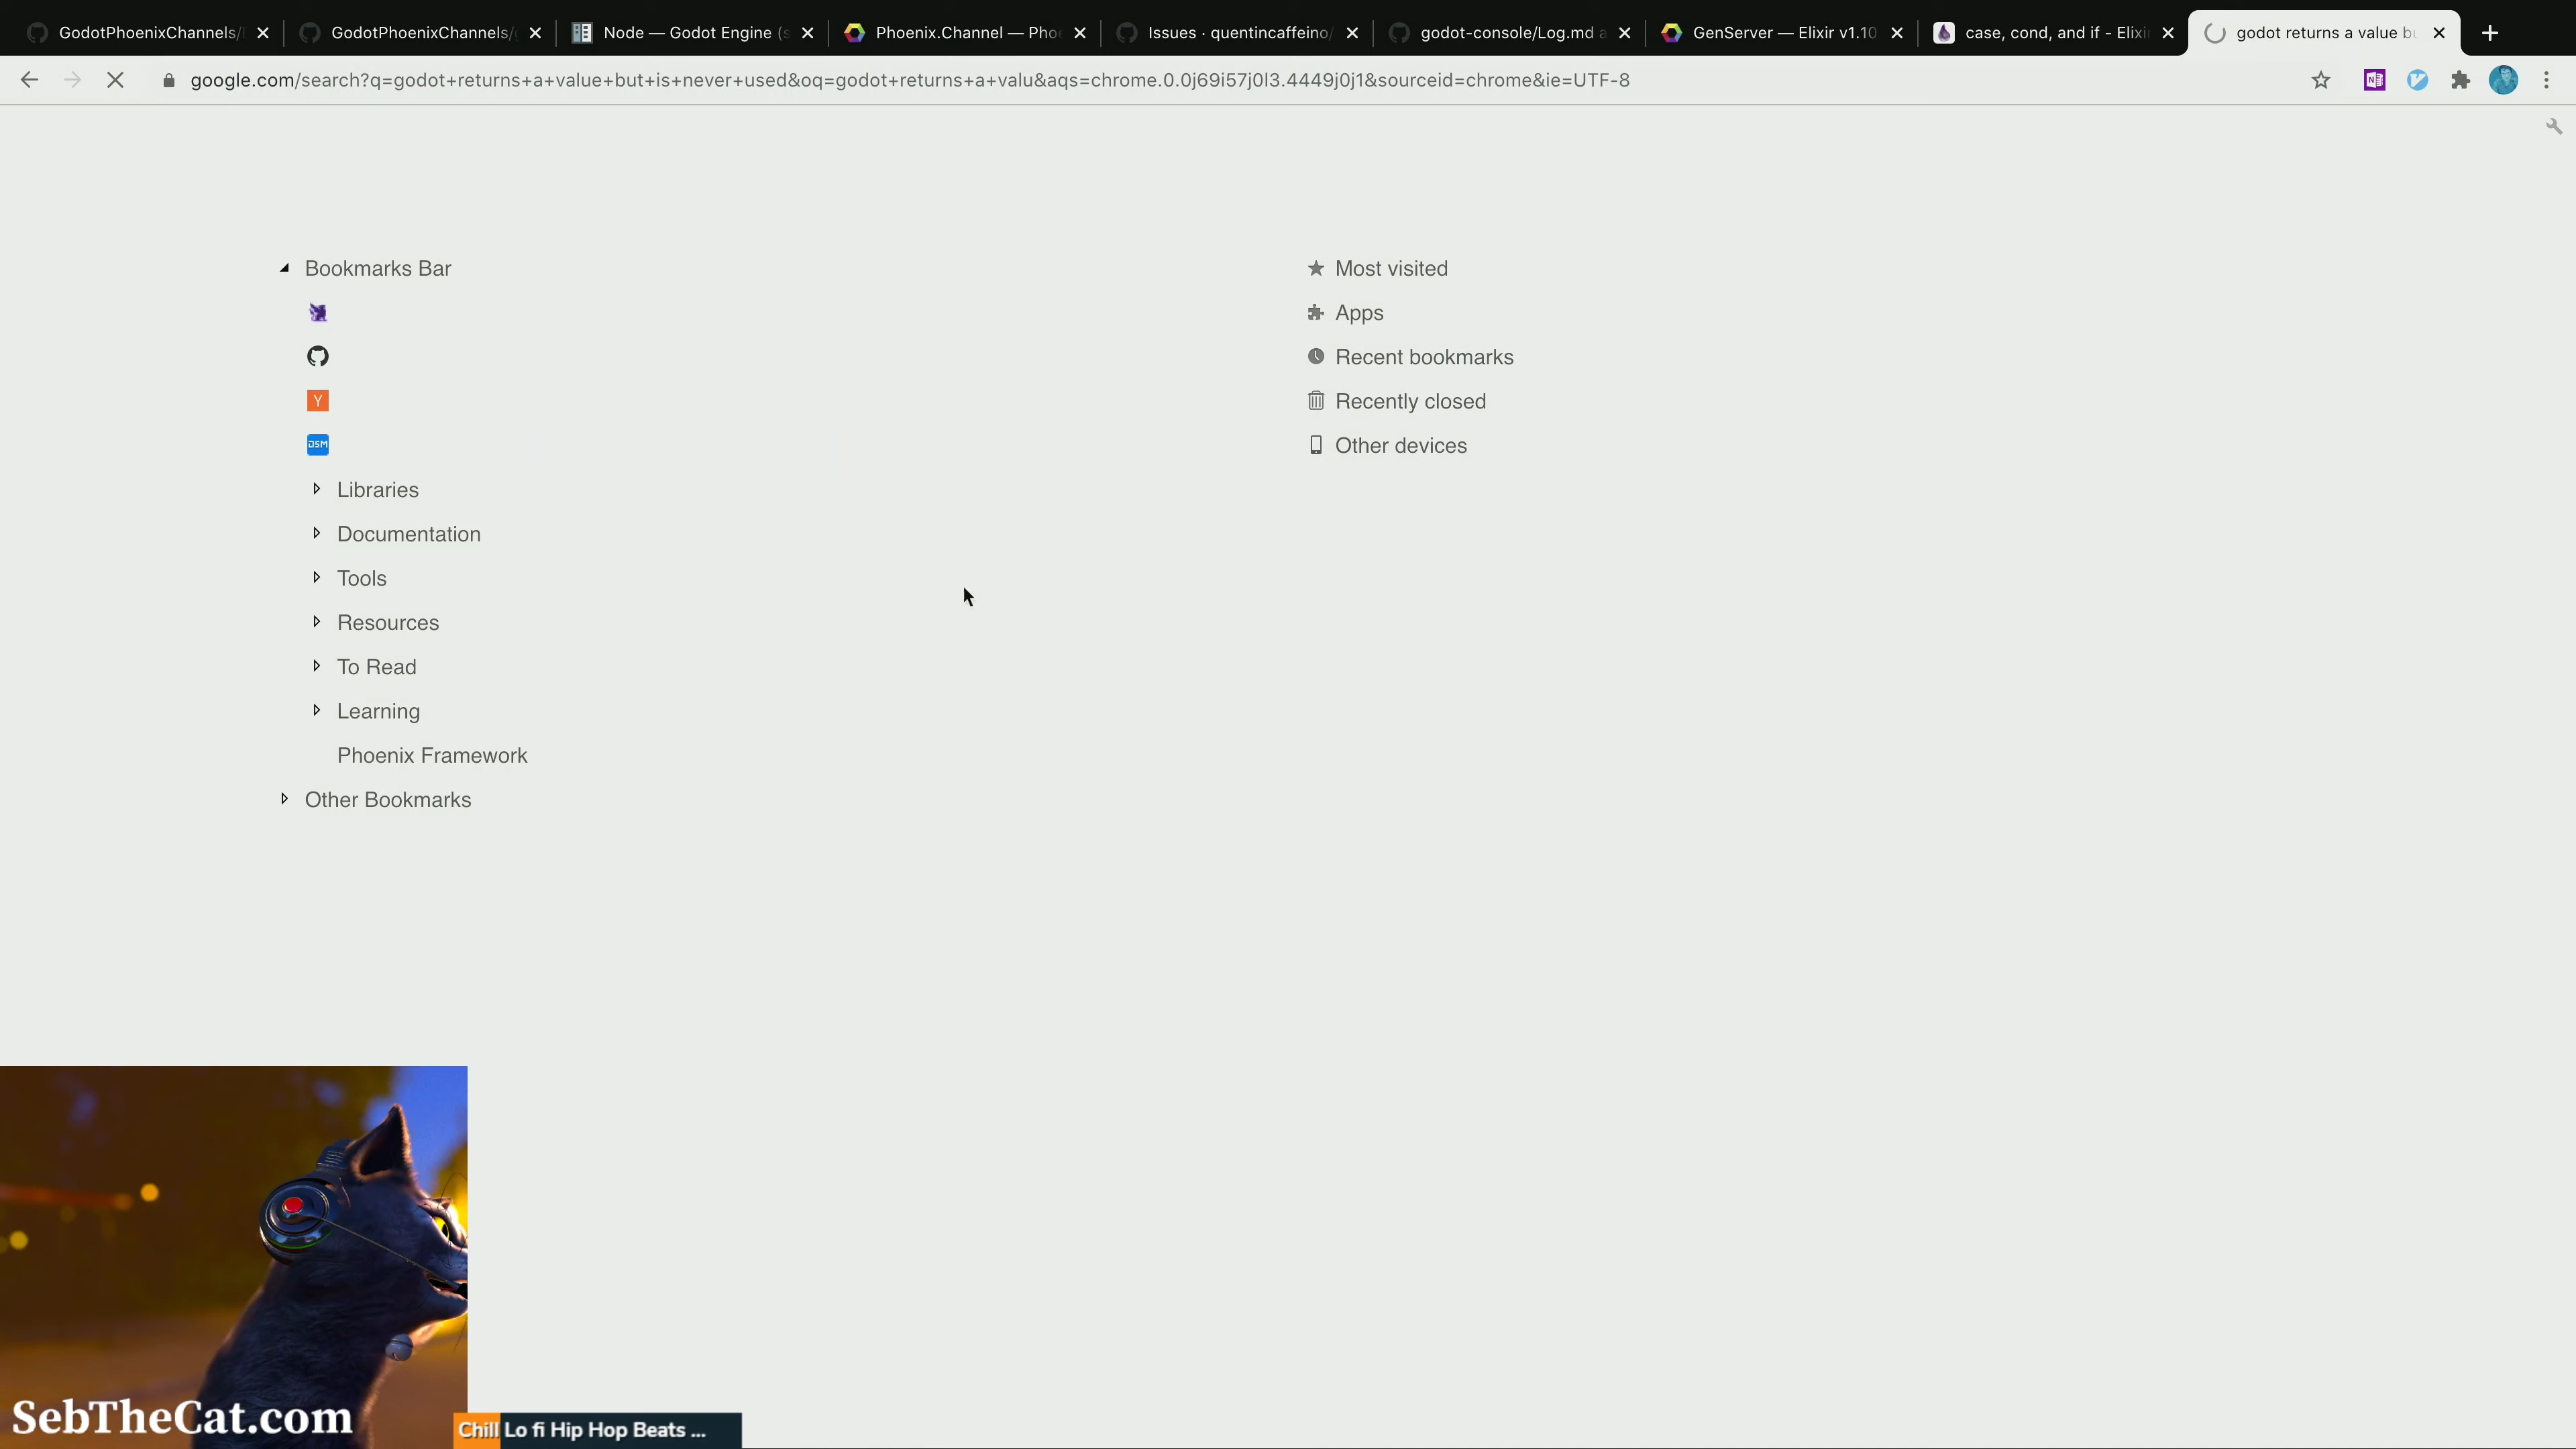 GodotPhoenixChannels/
GodotPhoenixChannels/
Node — Godot Engine (s
Phoenix.Channel — Pho
Issues · quentincaffeino/
godot-console/Log.md a
GenServer — Elixir v1.10
case, cond, and if - Elixi
godot returns a value bu
google.com/search?q=godot+returns+a+value+but+is+never+used&oq=godot+returns+a+valu&aqs=chrome.0.0j69i57j0l3.4449j0j1&sourceid=chrome&ie=UTF-8
Bookmarks Bar
Y
DSM
Libraries
Documentation
Tools
Resources
To Read
Learning
Phoenix Framework
Other Bookmarks
Most visited
Apps
Recent bookmarks
Recently closed
Other devices
SebTheCat.com
Chill Lo fi Hip Hop Beats ...